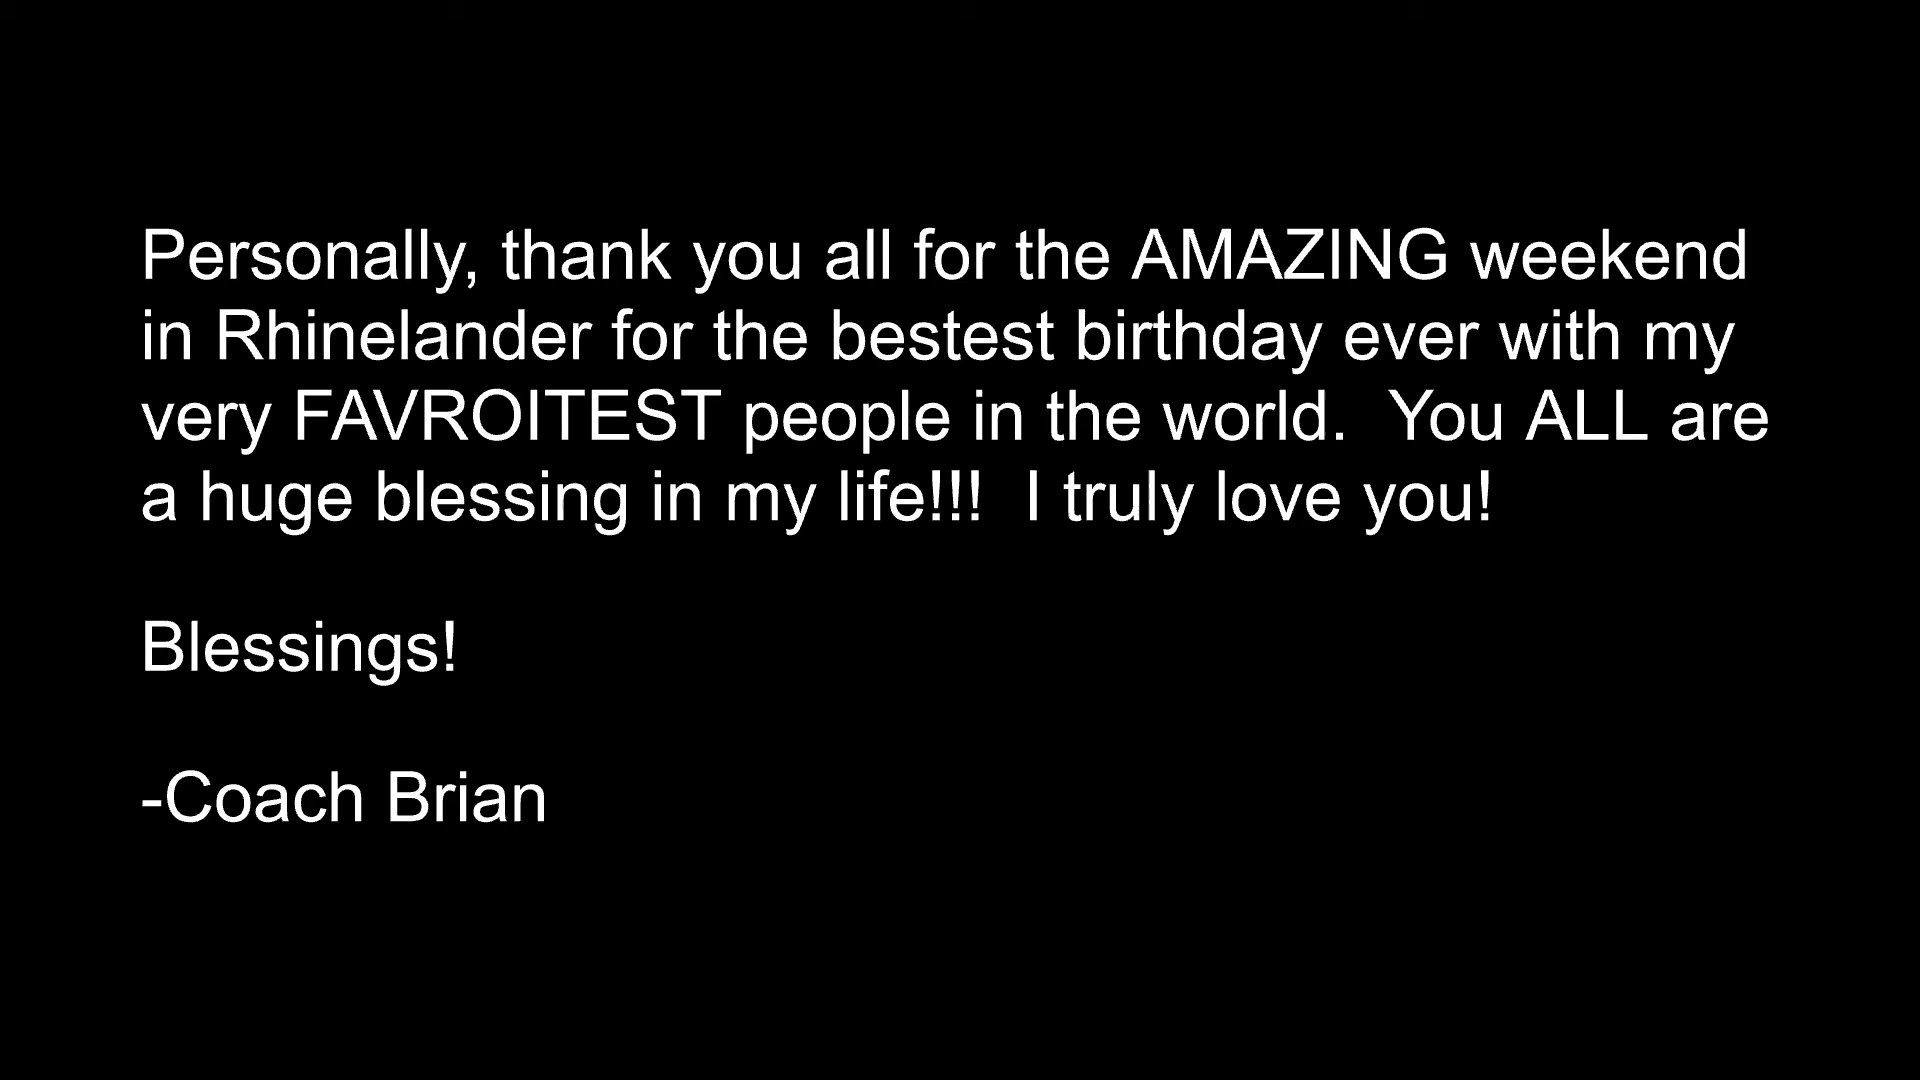 Personally, thank you all for the AMAZING weekend
in Rhinelander for the bestest birthday ever with my
very FAVROITEST people in the world.  You ALL are
a huge blessing in my life!!!  I truly love you!
Blessings!
-Coach Brian